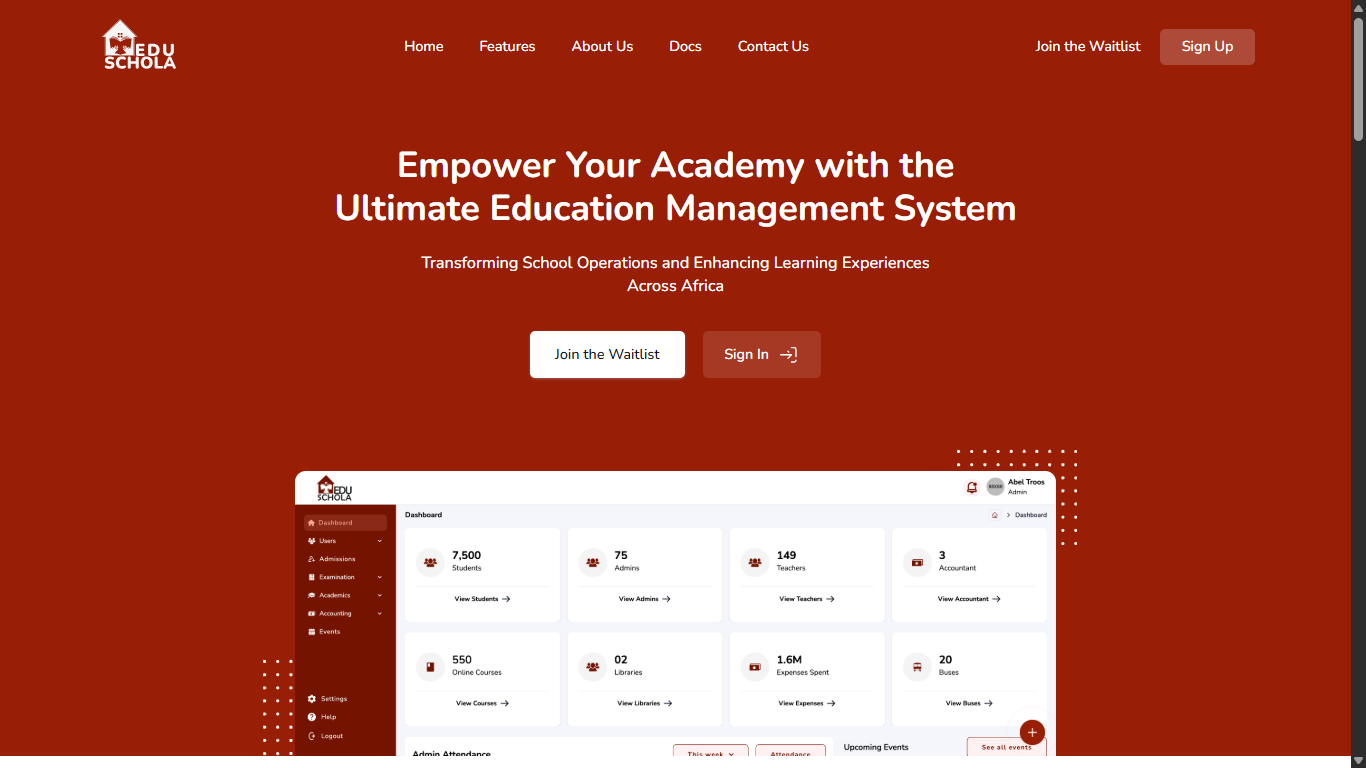 EDU
SCHOLA
Home Features About Us Docs Contact Us
Join the Waitlist Sign Up
Empower Your Academy with the
Ultimate Education Management System
Transforming School Operations and Enhancing Learning Experiences
Across Africa
Join the Waitlist Sign In
EDU
SCHOLA
Abel Troos
Admin
Dashboard
Users
Admissions
Examination
Academics
Accounting
Events
Settings
Help
Logout
Dashboard
Dashboard
7,500
Students
View Students
75
Admins
View Admins
149
Teachers
View Teachers
3
Accountant
View Accountant
550
Online Courses
View Courses
02
Libraries
View Libraries
1.6M
Expenses Spent
View Expenses
20
Buses
View Buses
Admin Attendance
This week
Attendance
Upcoming Events
See all events